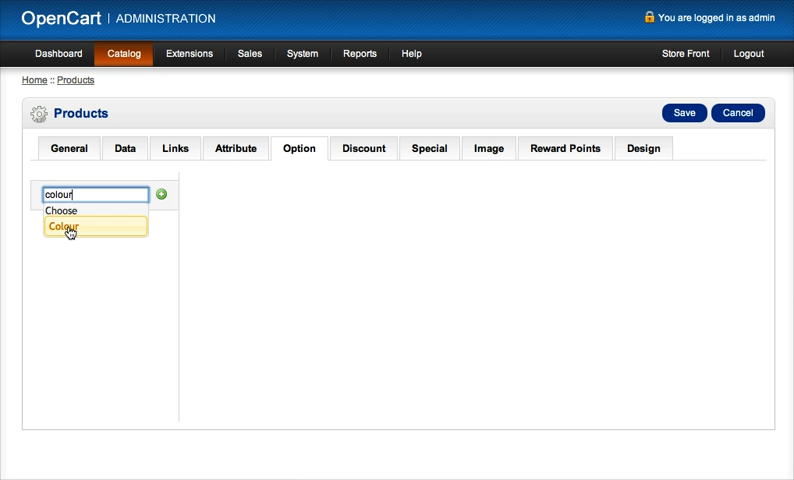 OpenCart | ADMINISTRATION
You are logged in as admin
Dashboard Catalog Extensions Sales System Reports Help Store Front Logout
Home :: Products
Products Save Cancel
General Data Links Attribute Option Discount Special Image Reward Points Design
colour
Choose
Colour